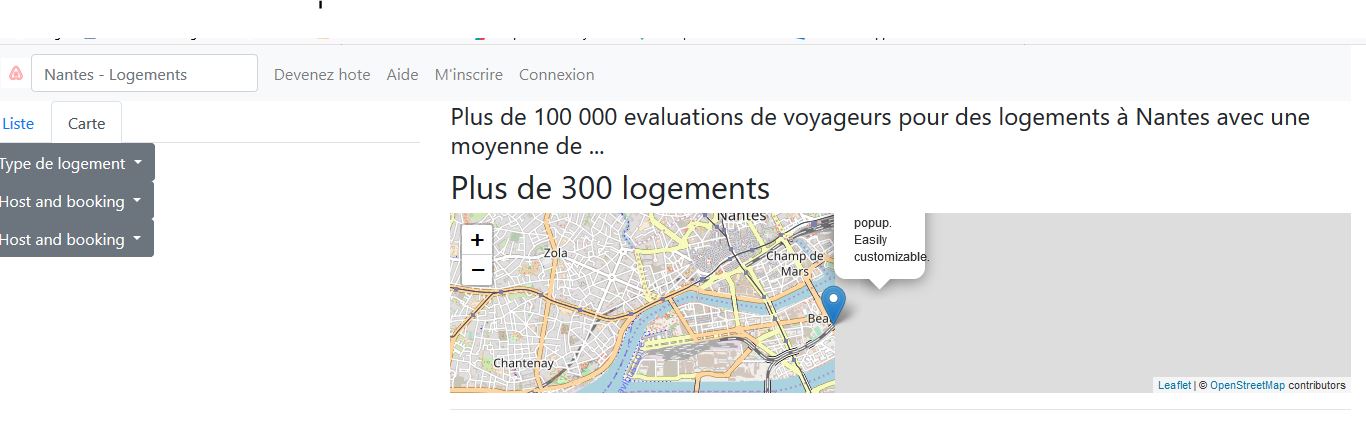 Nantes - Logements
Devenez hote
Aide
M'inscrire
Connexion
Liste
Carte
Type de logement
Host and booking
Host and booking
Plus de 100 000 evaluations de voyageurs pour des logements à Nantes avec une
moyenne de ...
Plus de 300 logements
+
−
Nantes
Zola
Champ de
Mars
Chantenay
popup.
Easily
customizable.
Leaflet | © OpenStreetMap contributors